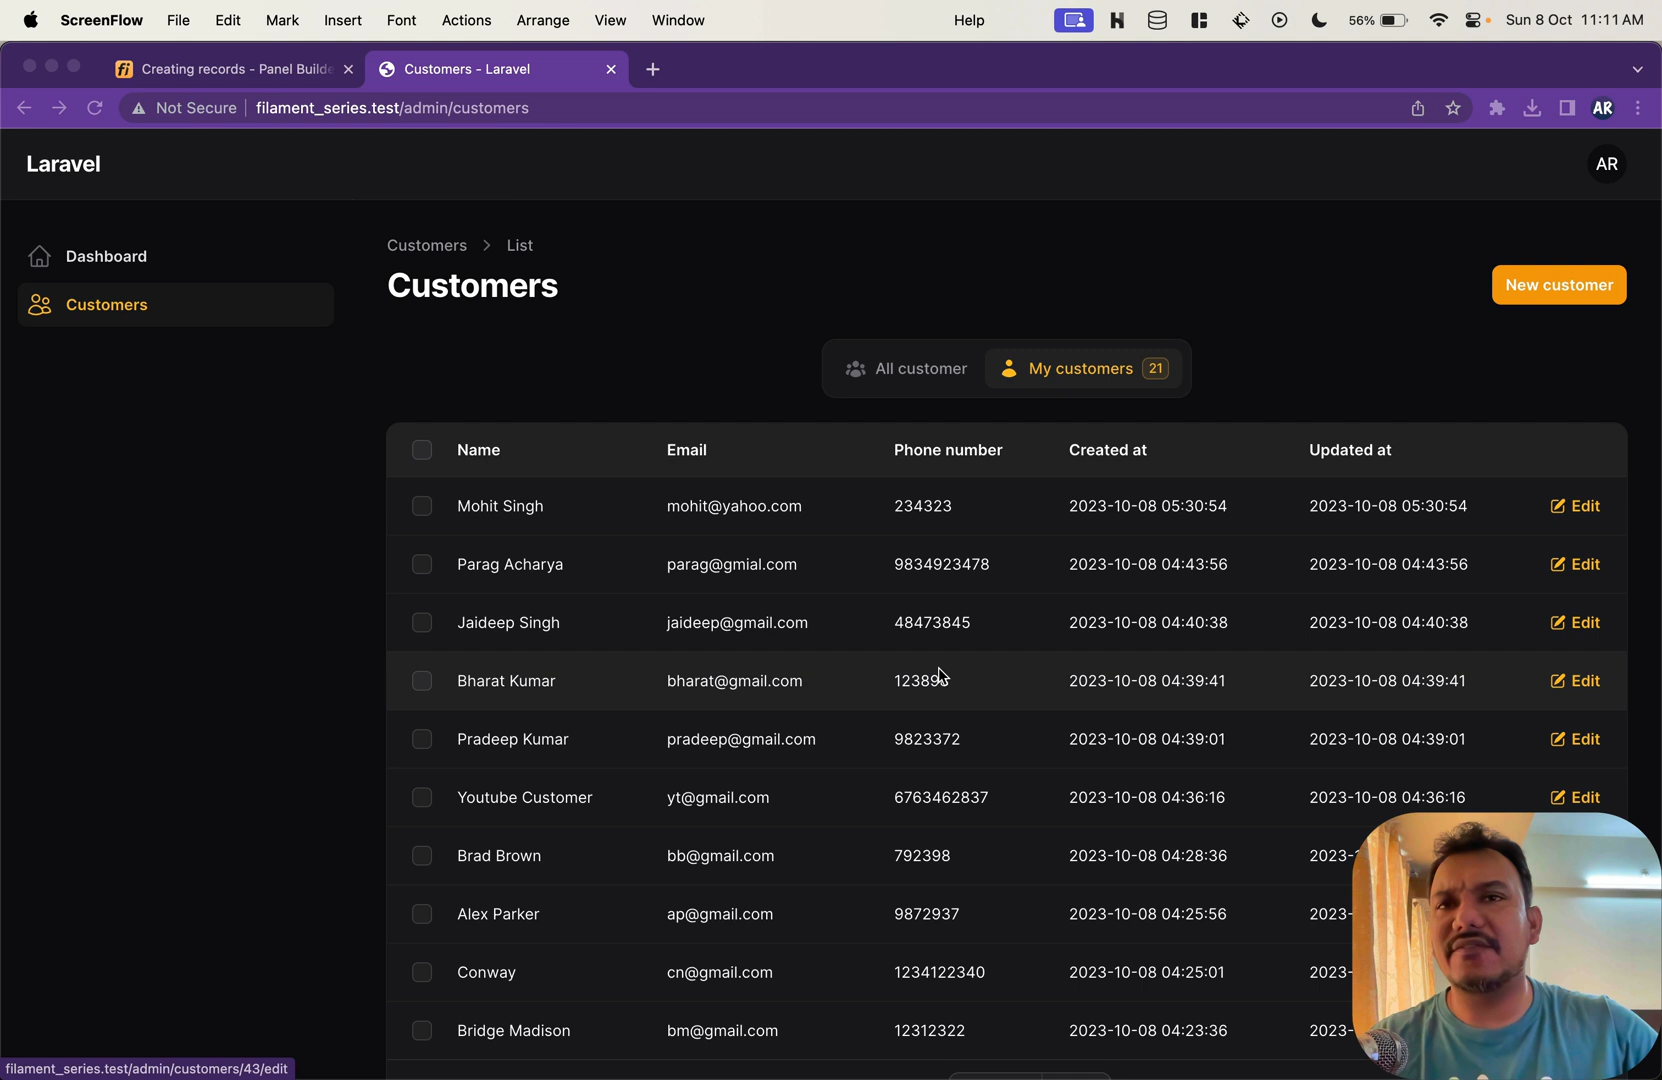 ScreenFlow File Edit Mark Insert Font Actions Arrange View Window Help 56% Sun 8 Oct 11:11 AM
Creating records - Panel Builde Customers - Laravel
Not Secure filament_series.test/admin/customers AR
Laravel AR
Dashboard
Customers
Customers > List
Customers
New customer
All customer My customers 21
Name Email Phone number Created at Updated at
Mohit Singh mohit@yahoo.com 234323 2023-10-08 05:30:54 2023-10-08 05:30:54 Edit
Parag Acharya parag@gmial.com 9834923478 2023-10-08 04:43:56 2023-10-08 04:43:56 Edit
Jaideep Singh jaideep@gmail.com 48473845 2023-10-08 04:40:38 2023-10-08 04:40:38 Edit
Bharat Kumar bharat@gmail.com 2023-10-08 04:39:41 2023-10-08 04:39:41 Edit
Pradeep Kumar pradeep@gmail.com 9823372 2023-10-08 04:39:01 2023-10-08 04:39:01 Edit
Youtube Customer yt@gmail.com 6763462837 2023-10-08 04:36:16 2023-10-08 04:36:16 Edit
Brad Brown bb@gmail.com 792398 2023-10-08 04:28:36 2023-
Alex Parker ap@gmail.com 9872937 2023-10-08 04:25:56 2023-
Conway cn@gmail.com 1234122340 2023-10-08 04:25:01 2023-
Bridge Madison bm@gmail.com 12312322 2023-10-08 04:23:36 2023-
filament_series.test/admin/customers/43/edit